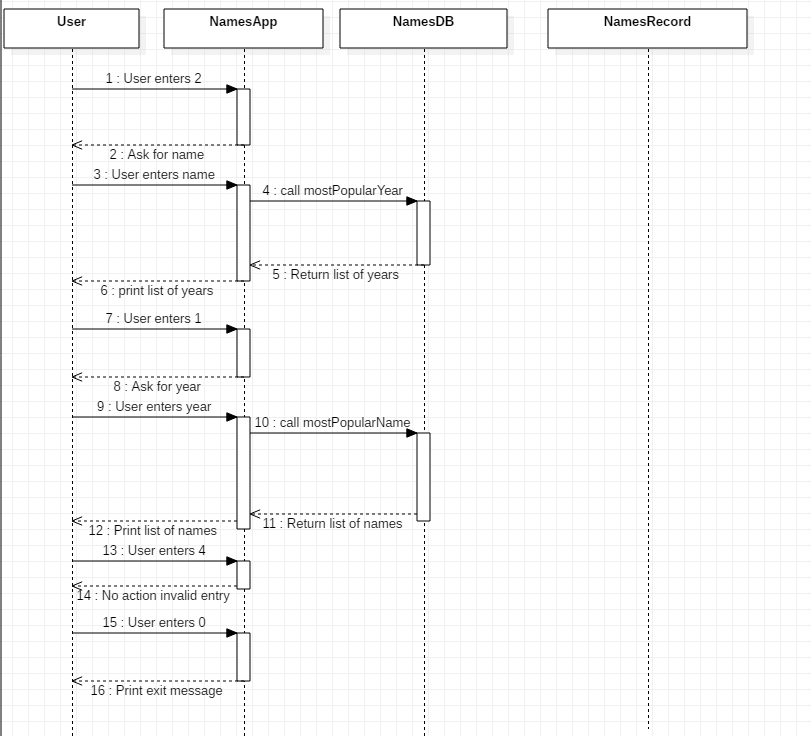 User
NamesApp
NamesDB
NamesRecord
1 : User enters 2
2 : Ask for name
3 : User enters name
4 : call mostPopularYear
5 : Return list of years
6 : print list of years
7 : User enters 1
8 : Ask for year
9 : User enters year
10 : call mostPopularName
11 : Return list of names
12 : Print list of names
13 : User enters 4
14 : No action invalid entry
15 : User enters 0
16 : Print exit message